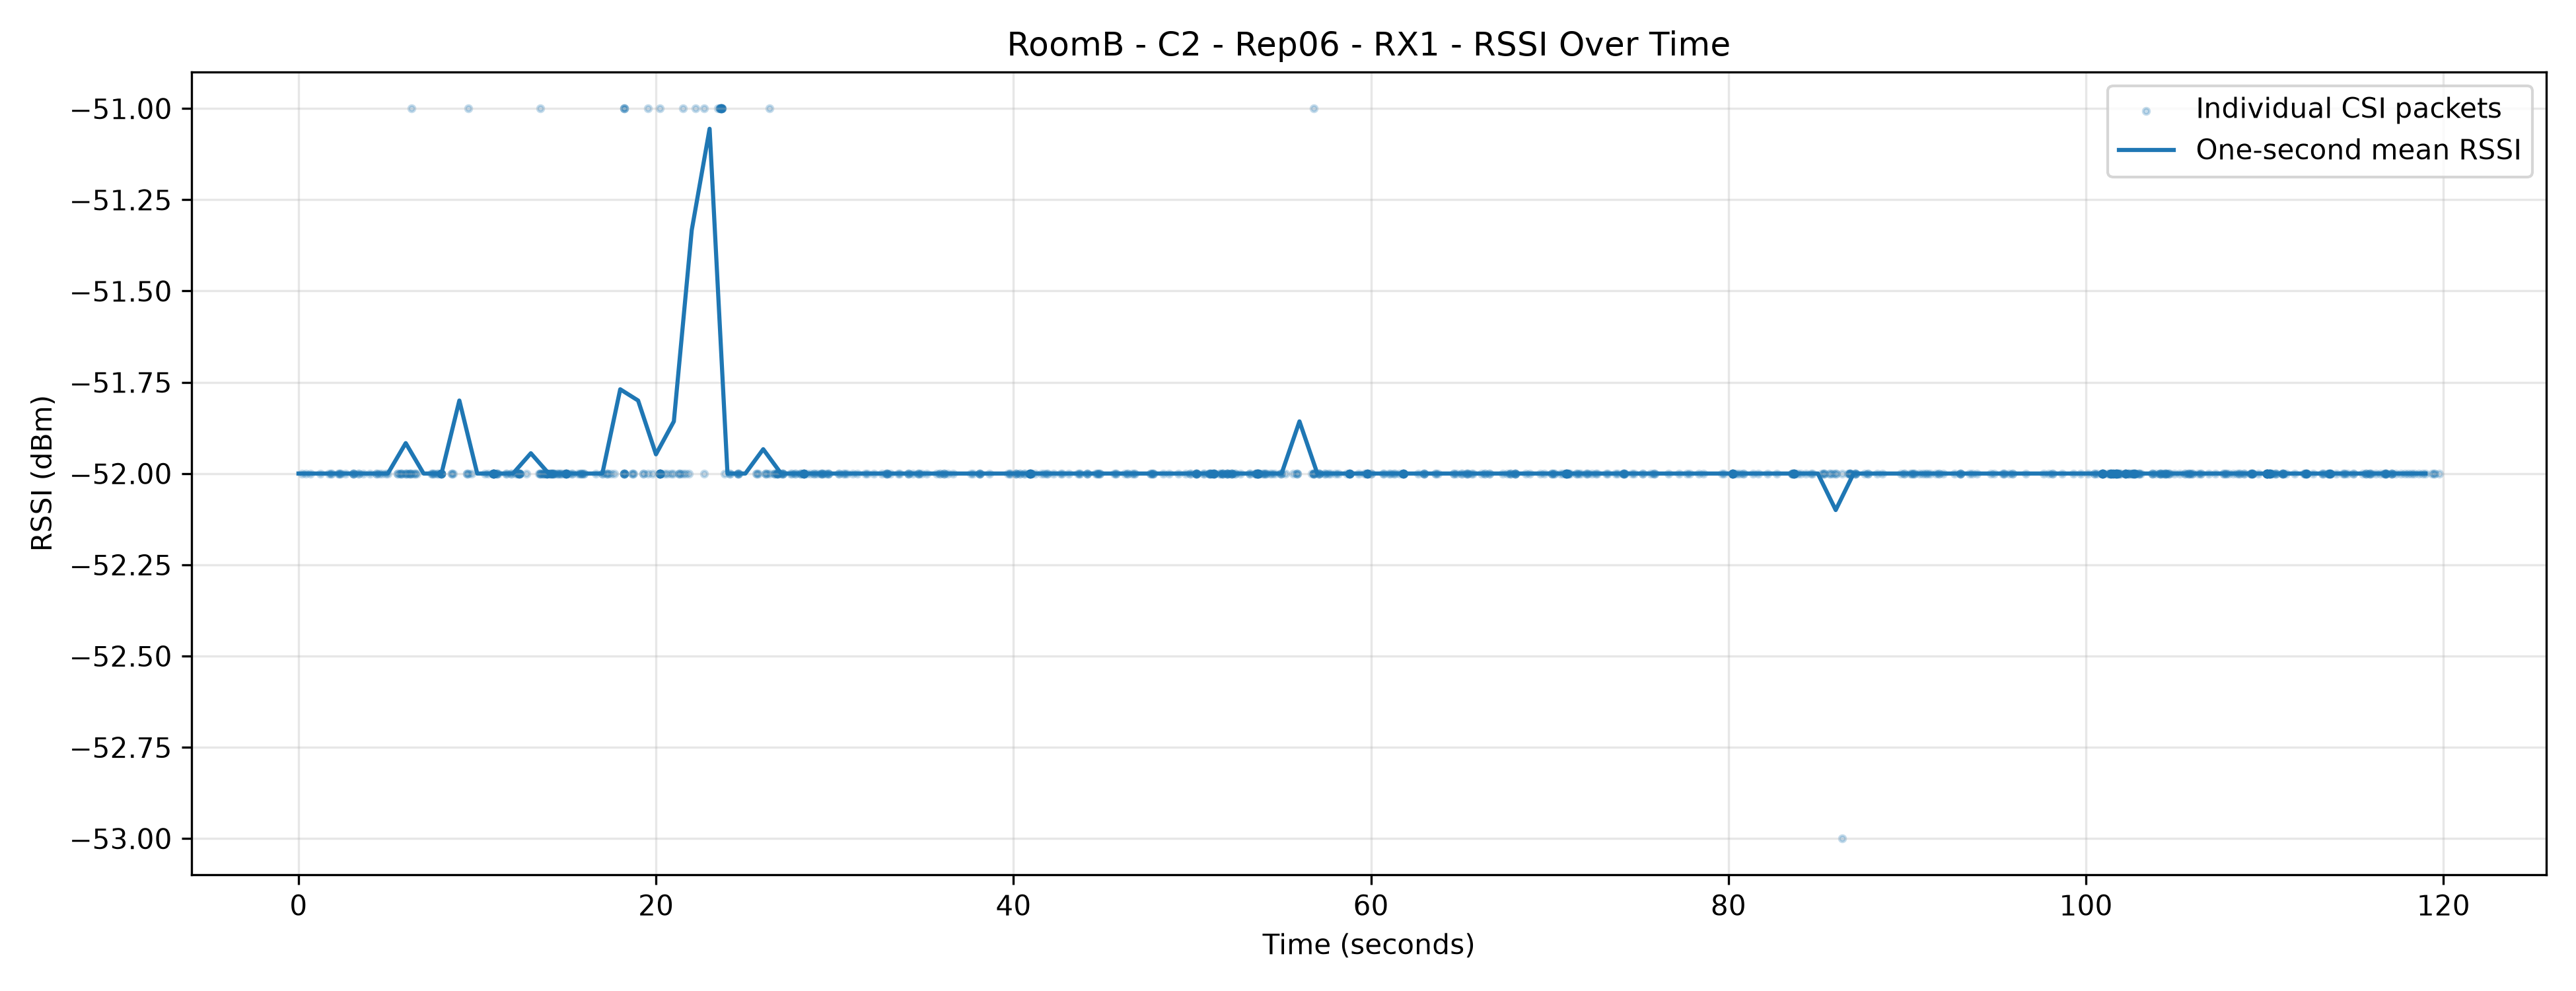 RoomB - C2 - Rep06 - RX1 - RSSI Over Time
RSSI (dBm)
−51.00
−51.25
−51.50
−51.75
−52.00
−52.25
−52.50
−52.75
−53.00
Individual CSI packets
One-second mean RSSI
0 20 40 60 80 100 120
Time (seconds)